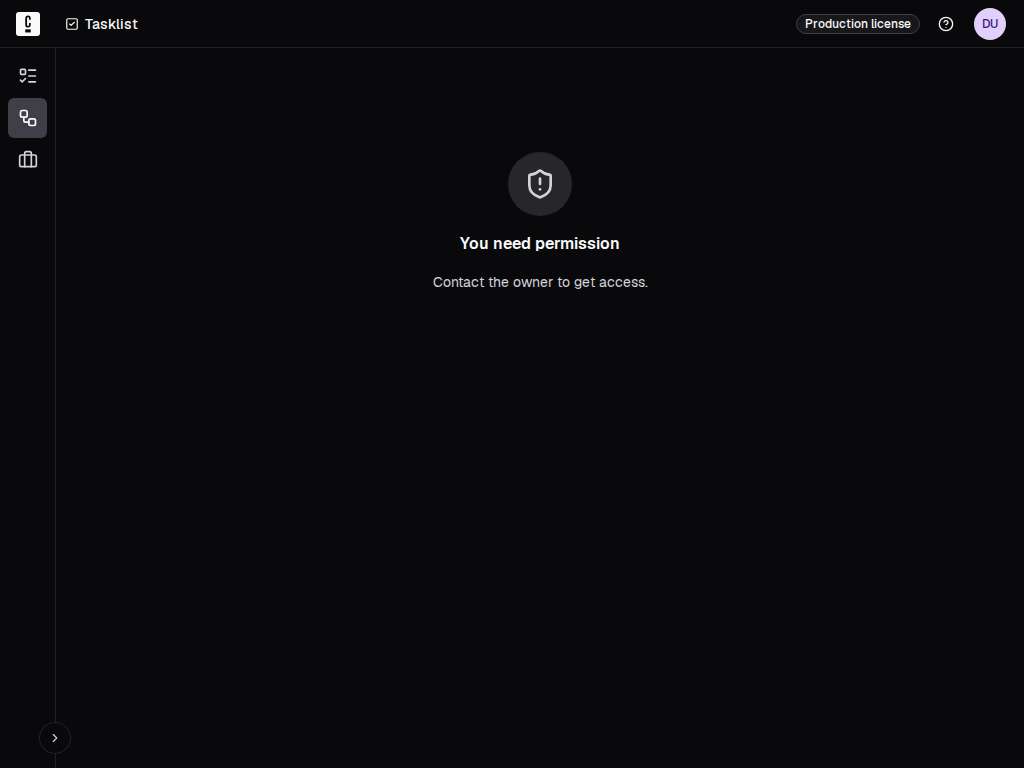 Tasklist
Production license
DU
You need permission
Contact the owner to get access.